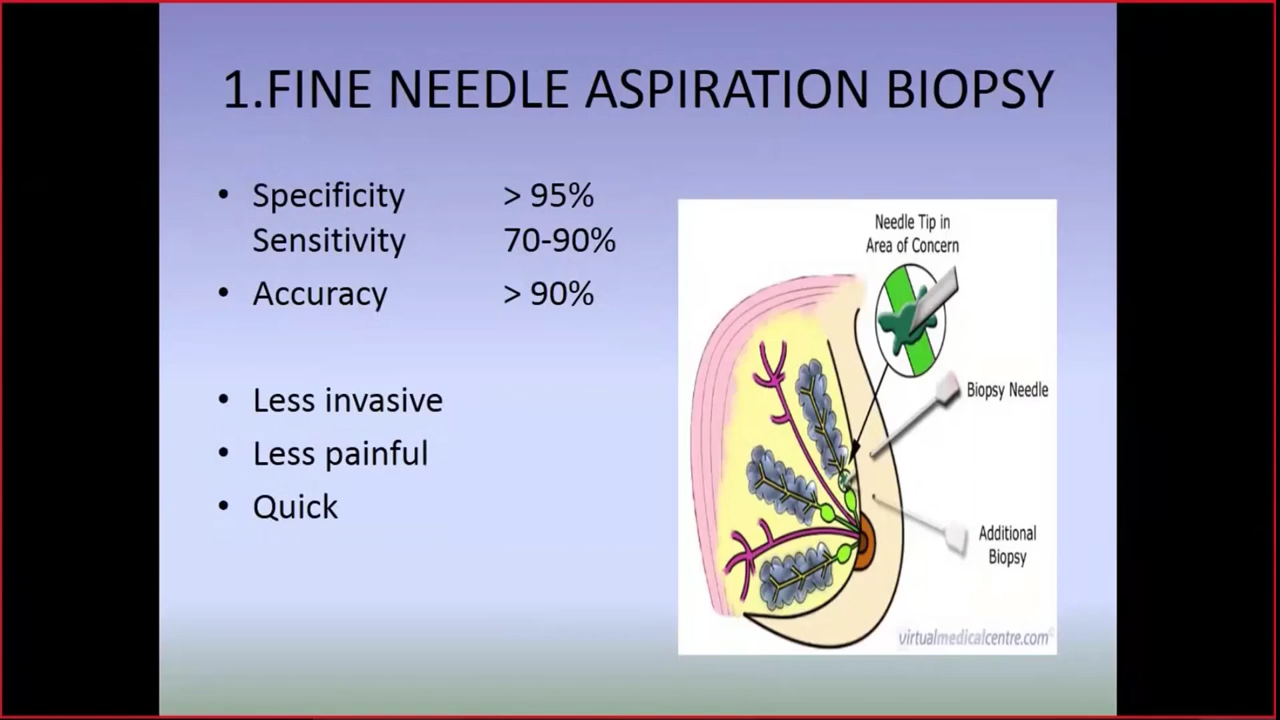 1.FINE NEEDLE ASPIRATION BIOPSY
• Specificity > 95%
Sensitivity 70-90%
• Accuracy > 90%
• Less invasive
• Less painful
• Quick
Needle Tip in
Area of Concern
Biopsy Needle
Additional
Biopsy
virtualmedicalcentre.com